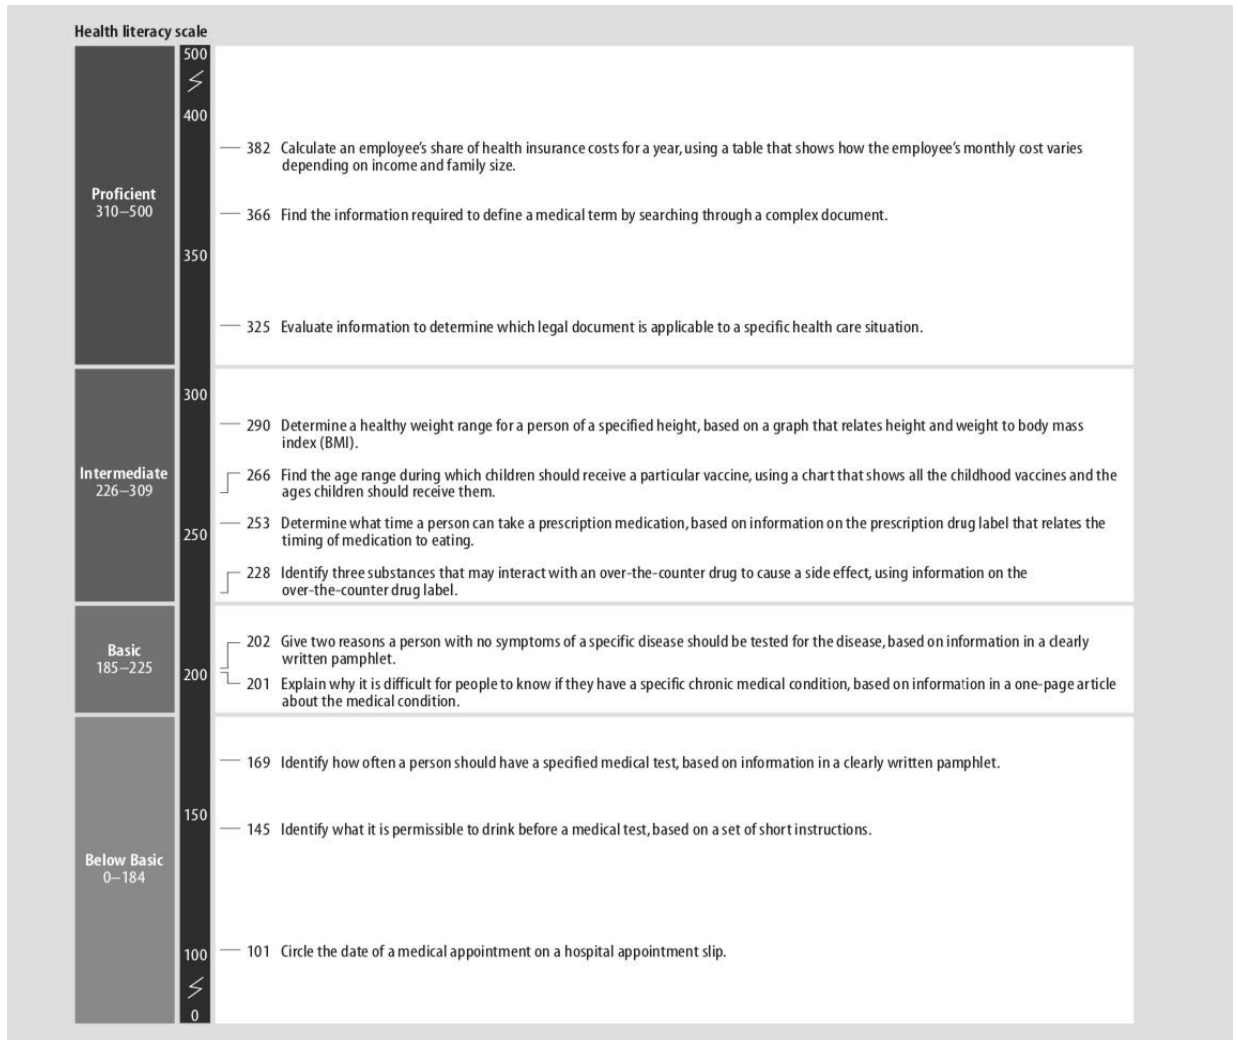 Health literacy scale
500
400
382 Calculate an employee's share of health insurance costs for a year, using a table that shows how the employee's monthly cost varies
depending on income and family size.
Proficient
310–500
366 Find the information required to define a medical term by searching through a complex document.
350
325 Evaluate information to determine which legal document is applicable to a specific health care situation.
300
290 Determine a healthy weight range for a person of a specified height, based on a graph that relates height and weight to body mass
index (BMI).
Intermediate
226–309
266 Find the age range during which children should receive a particular vaccine, using a chart that shows all the childhood vaccines and the
ages children should receive them.
253 Determine what time a person can take a prescription medication, based on information on the prescription drug label that relates the
timing of medication to eating.
250
228 Identify three substances that may interact with an over-the-counter drug to cause a side effect, using information on the
over-the-counter drug label.
Basic
185–225
202 Give two reasons a person with no symptoms of a specific disease should be tested for the disease, based on information in a clearly
written pamphlet.
200
201 Explain why it is difficult for people to know if they have a specific chronic medical condition, based on information in a one-page article
about the medical condition.
169 Identify how often a person should have a specified medical test, based on information in a clearly written pamphlet.
150
145 Identify what it is permissible to drink before a medical test, based on a set of short instructions.
Below Basic
0–184
100
101 Circle the date of a medical appointment on a hospital appointment slip.
0